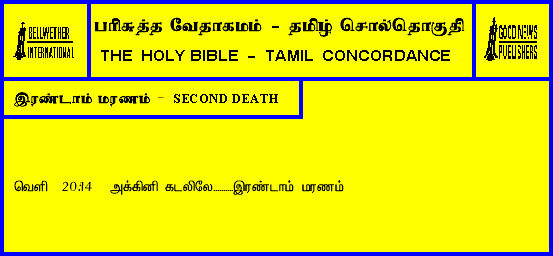 BELLWETHER
INTERNATIONAL
பரிசுத்த வேதாகமம் - தமிழ் சொல்தொகுதி
THE HOLY BIBLE - TAMIL CONCORDANCE
GOOD NEWS
PUBLISHERS
இரண்டாம் மரணம் - SECOND DEATH
வெளி 20:14 அக்கினி கடலிலே..........இரண்டாம் மரணம்